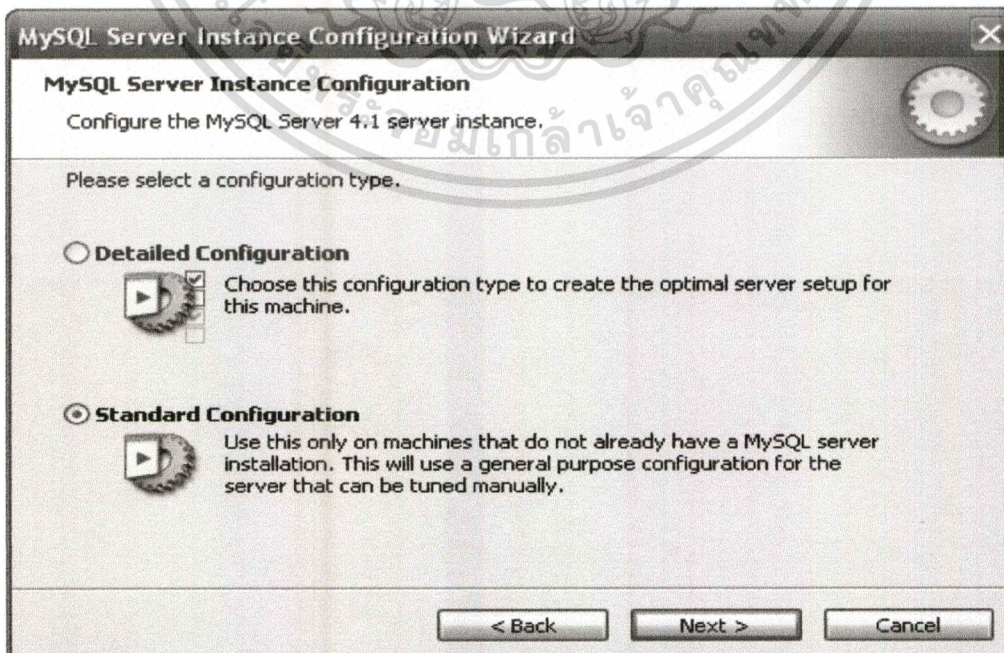 MySQL Server Instance Configuration Wizard
MySQL Server Instance Configuration
Configure the MySQL Server 4.1 server instance.
Please select a configuration type.
Detailed Configuration
Choose this configuration type to create the optimal server setup for
this machine.
Standard Configuration
Use this only on machines that do not already have a MySQL server
installation. This will use a general purpose configuration for the
server that can be tuned manually.
< Back
Next >
Cancel